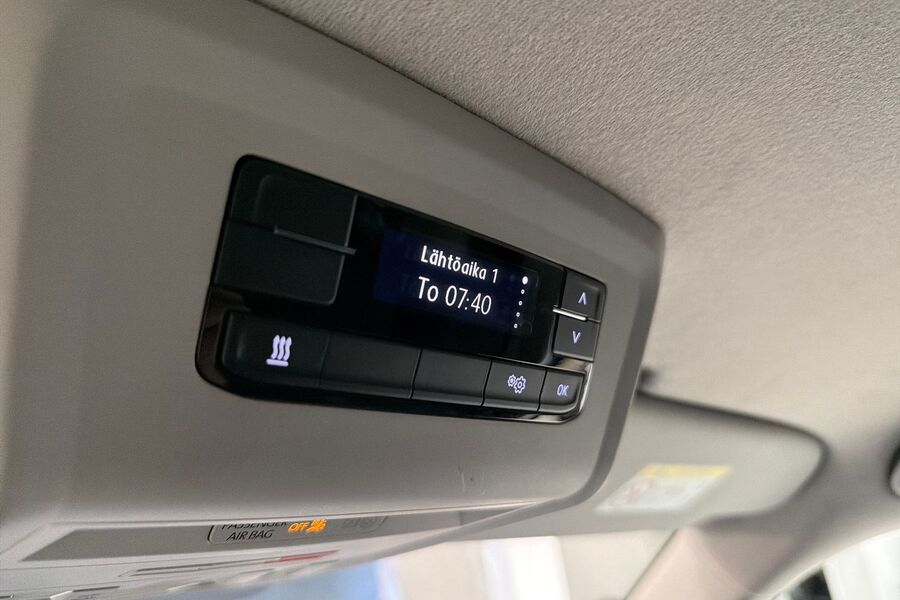 Lähtöaika 1
To 07:40
OK
PASSENGER
AIR BAG
OFF